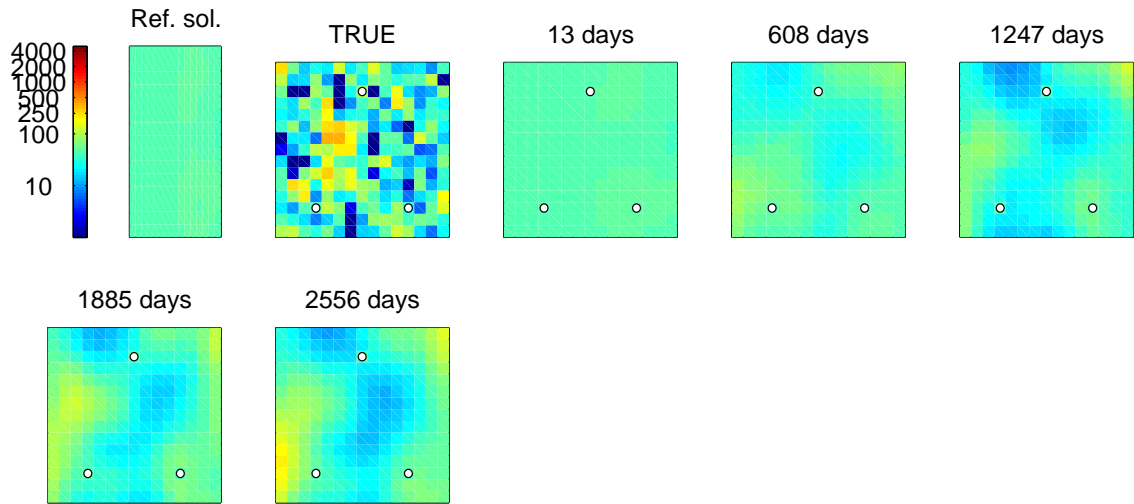 Ref. sol.
TRUE
13 days
608 days
1247 days
4000
2000
1000
500
250
100
10
1885 days
2556 days